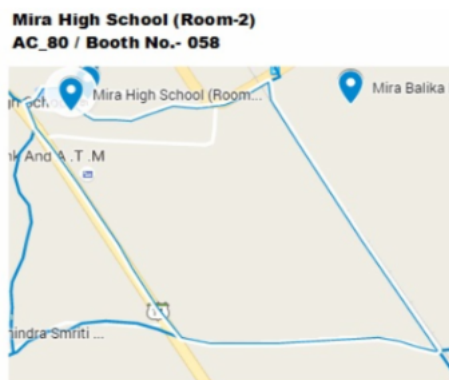 Mira High School (Room-2)
AC_80 / Booth No.- 058
Mira High School (Room...
Mira Balika
And A .T .M
indra Smriti ...